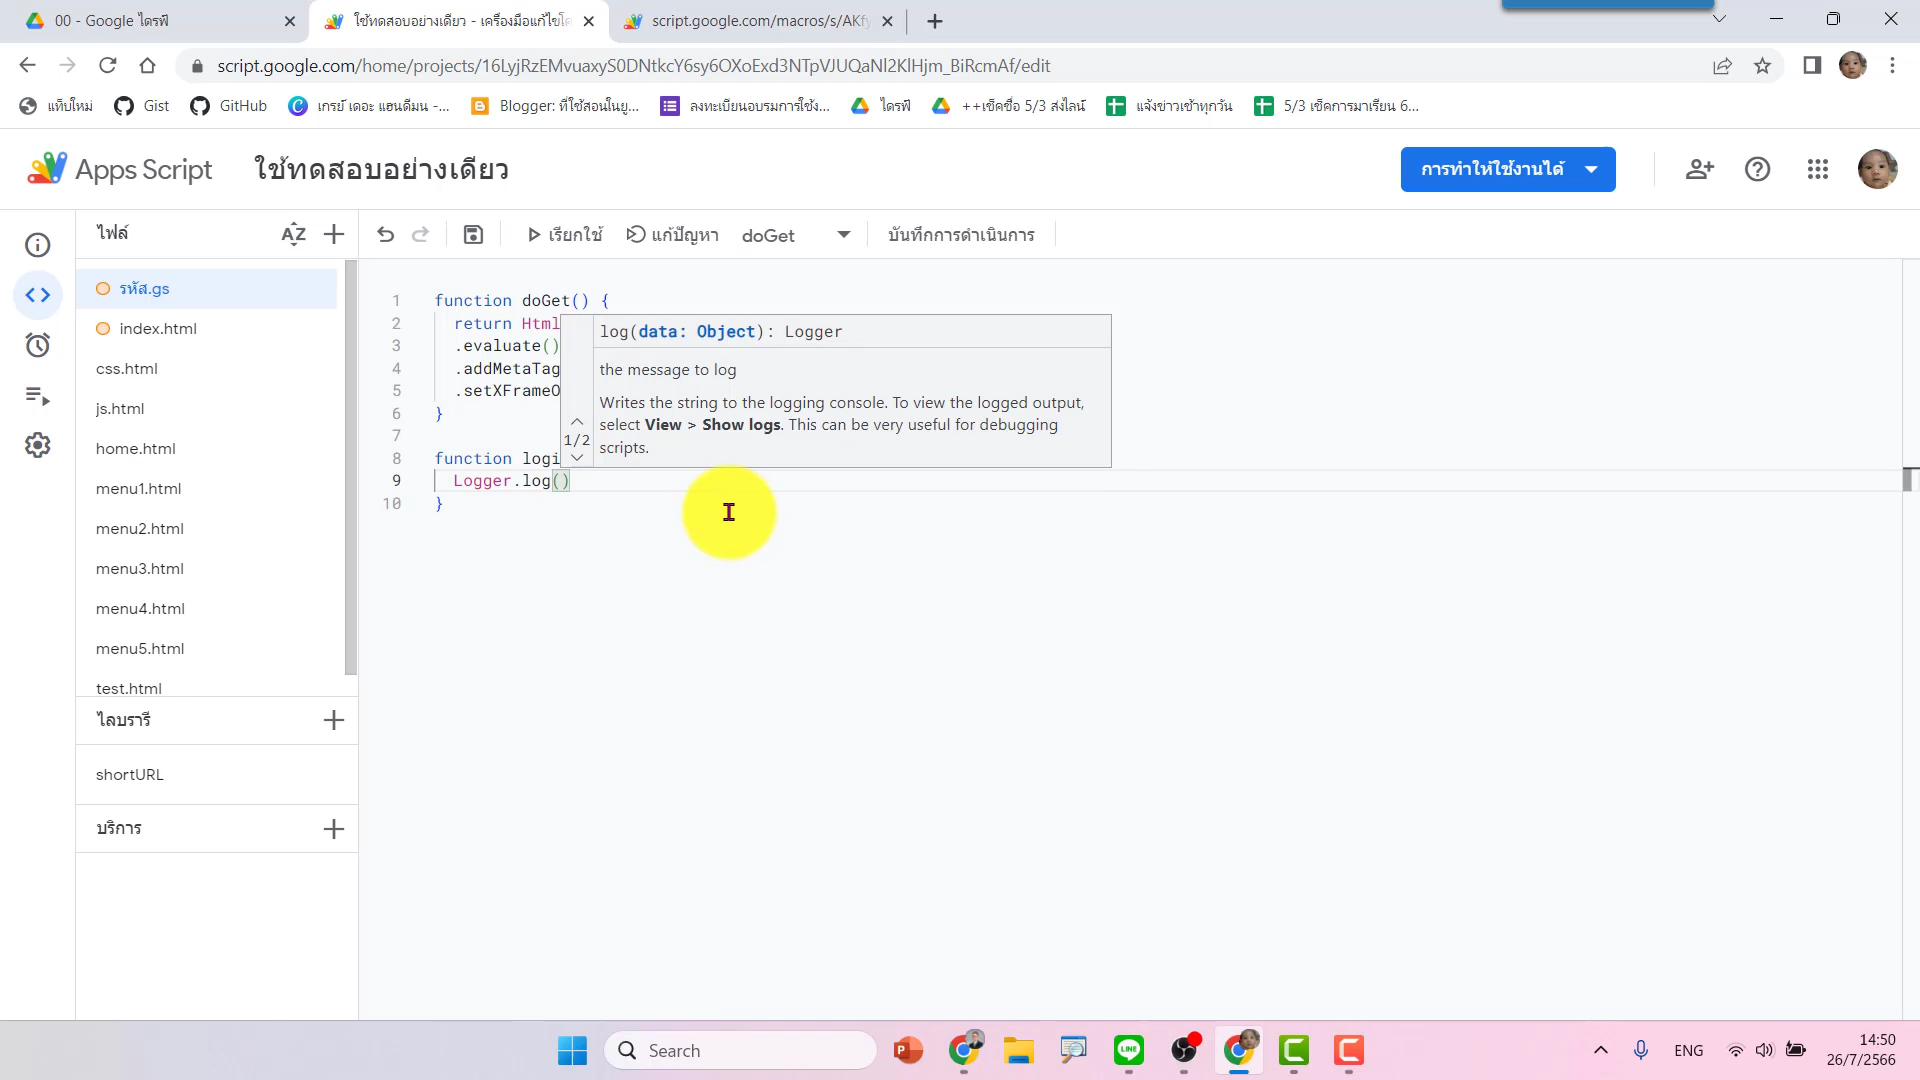 00 - Google ไดรฟ์
ใช้ทดสอบอย่างเดียว - เครื่องมือแก้ไขโค
script.google.com/macros/s/AKfy
script.google.com/home/projects/16LyjRzEMvuaxyS0DNtkcY6sy6OXoExd3NTpVJUQaNl2KlHjm_BiRcmAf/edit
แท็บใหม่
Gist
GitHub
เกรย์ เดอะ แฮนดีมน -...
Blogger: ที่ใช้สอนในยู...
ลงทะเบียนอบรมการใช้...
ไดรฟ์
++เช็คชื่อ 5/3 ส่งไลน์
แจ้งข่าวเช้าทุกวัน
5/3 เช็คการมาเรียน 6...
Apps Script
ใช้ทดสอบอย่างเดียว
การทำให้ใช้งานได้
ไฟล์
AZ
เรียกใช้
แก้ปัญหา
doGet
บันทึกการดำเนินการ
รหัส.gs
index.html
css.html
js.html
home.html
menu1.html
menu2.html
menu3.html
menu4.html
menu5.html
test.html
ไลบรารี
shortURL
บริการ
1 function doGet() {
2 return Html
3 .evaluate()
4 .addMetaTag
5 .setXFrameO
6 }
7
8 function logi
9 Logger.log()
10 }
log(data: Object): Logger
the message to log
Writes the string to the logging console. To view the logged output,
select View > Show logs. This can be very useful for debugging
scripts.
1/2
Search
ENG
14:50
26/7/2566